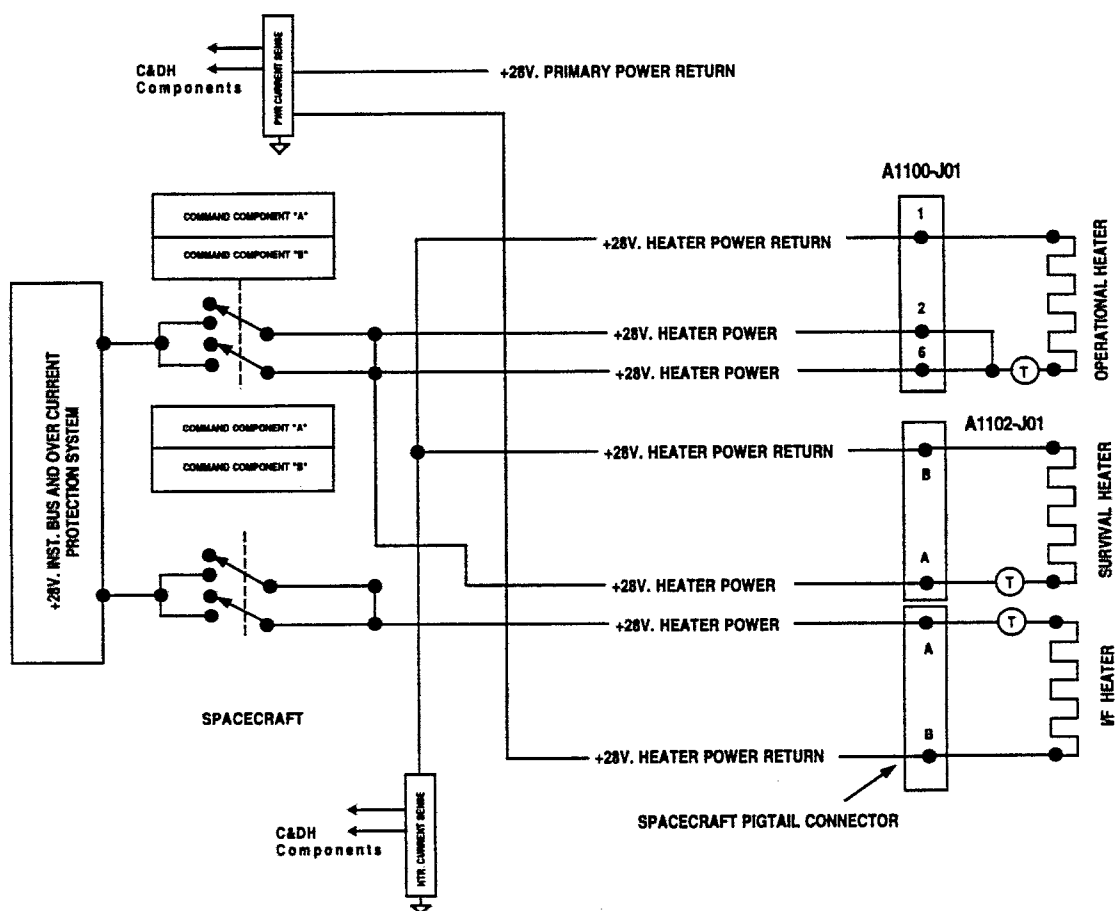 PWR CURRENT SENSE
C&DH
Components
+28V. PRIMARY POWER RETURN
A1100-J01
COMMAND COMPONENT "A"
COMMAND COMPONENT "B"
1
+28V. HEATER POWER RETURN
OPERATIONAL HEATER
2
+28V. HEATER POWER
6
+28V. HEATER POWER
T
+28V. INST. BUS AND OVER CURRENT
PROTECTION SYSTEM
COMMAND COMPONENT "A"
COMMAND COMPONENT "B"
A1102-J01
+28V. HEATER POWER RETURN
B
SURVIVAL HEATER
A
+28V. HEATER POWER
T
+28V. HEATER POWER
T
A
I/F HEATER
SPACECRAFT
B
+28V. HEATER POWER RETURN
SPACECRAFT PIGTAIL CONNECTOR
HTR. CURRENT SENSE
C&DH
Components